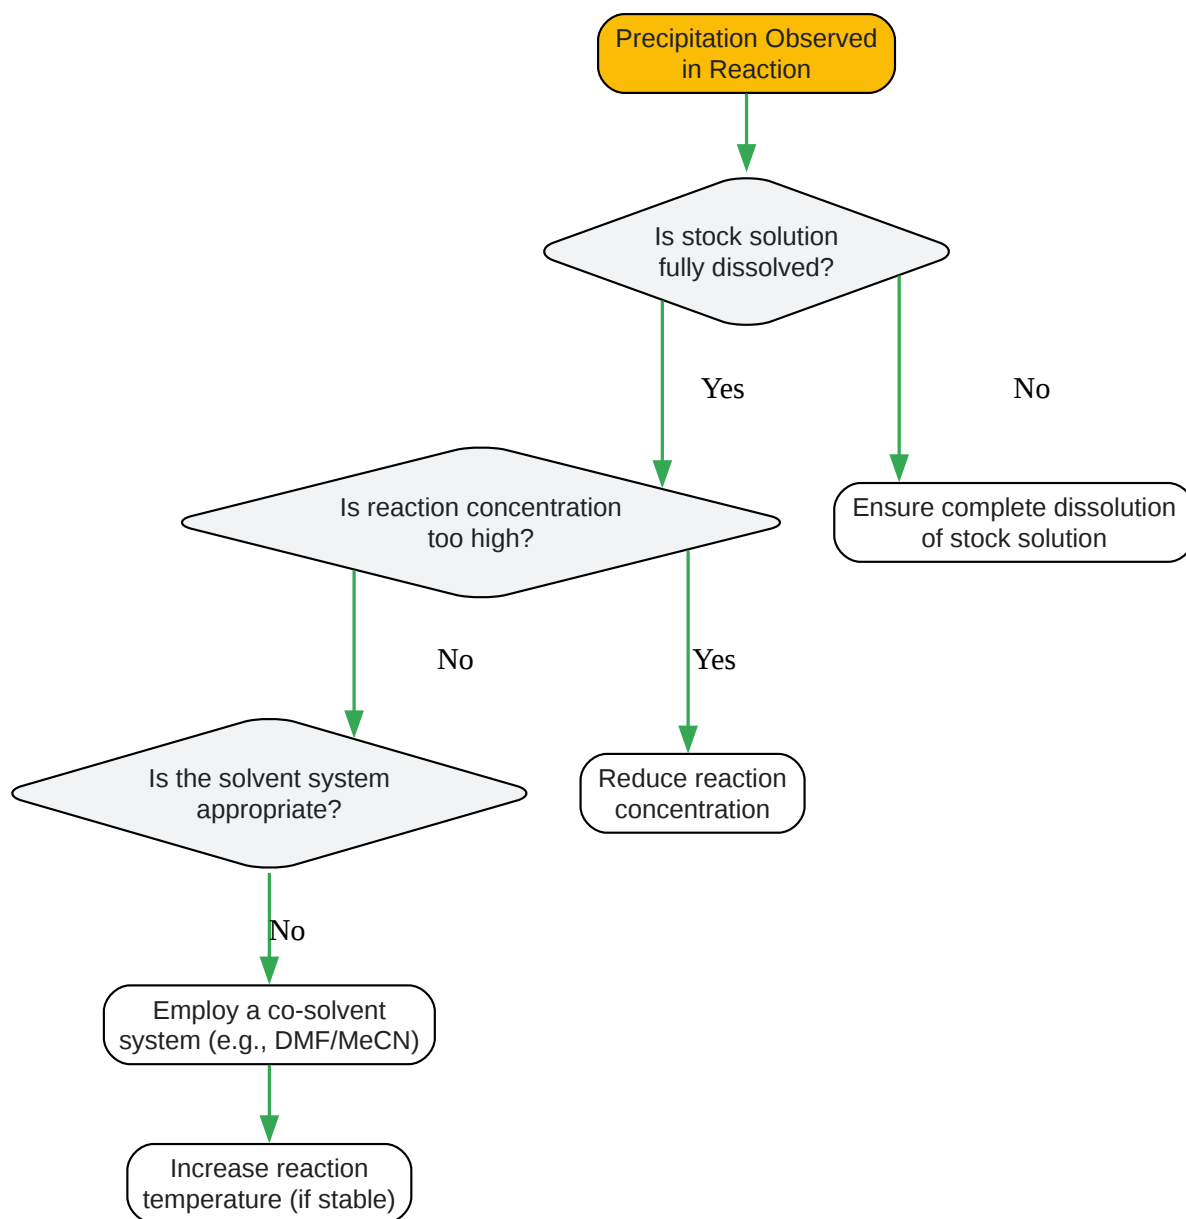 Precipitation Observed
in Reaction
Is stock solution
fully dissolved?
Yes
No
Is reaction concentration
too high?
Ensure complete dissolution
of stock solution
No
Yes
Is the solvent system
appropriate?
Reduce reaction
concentration
No
Employ a co-solvent
system (e.g., DMF/MeCN)
Increase reaction
temperature (if stable)